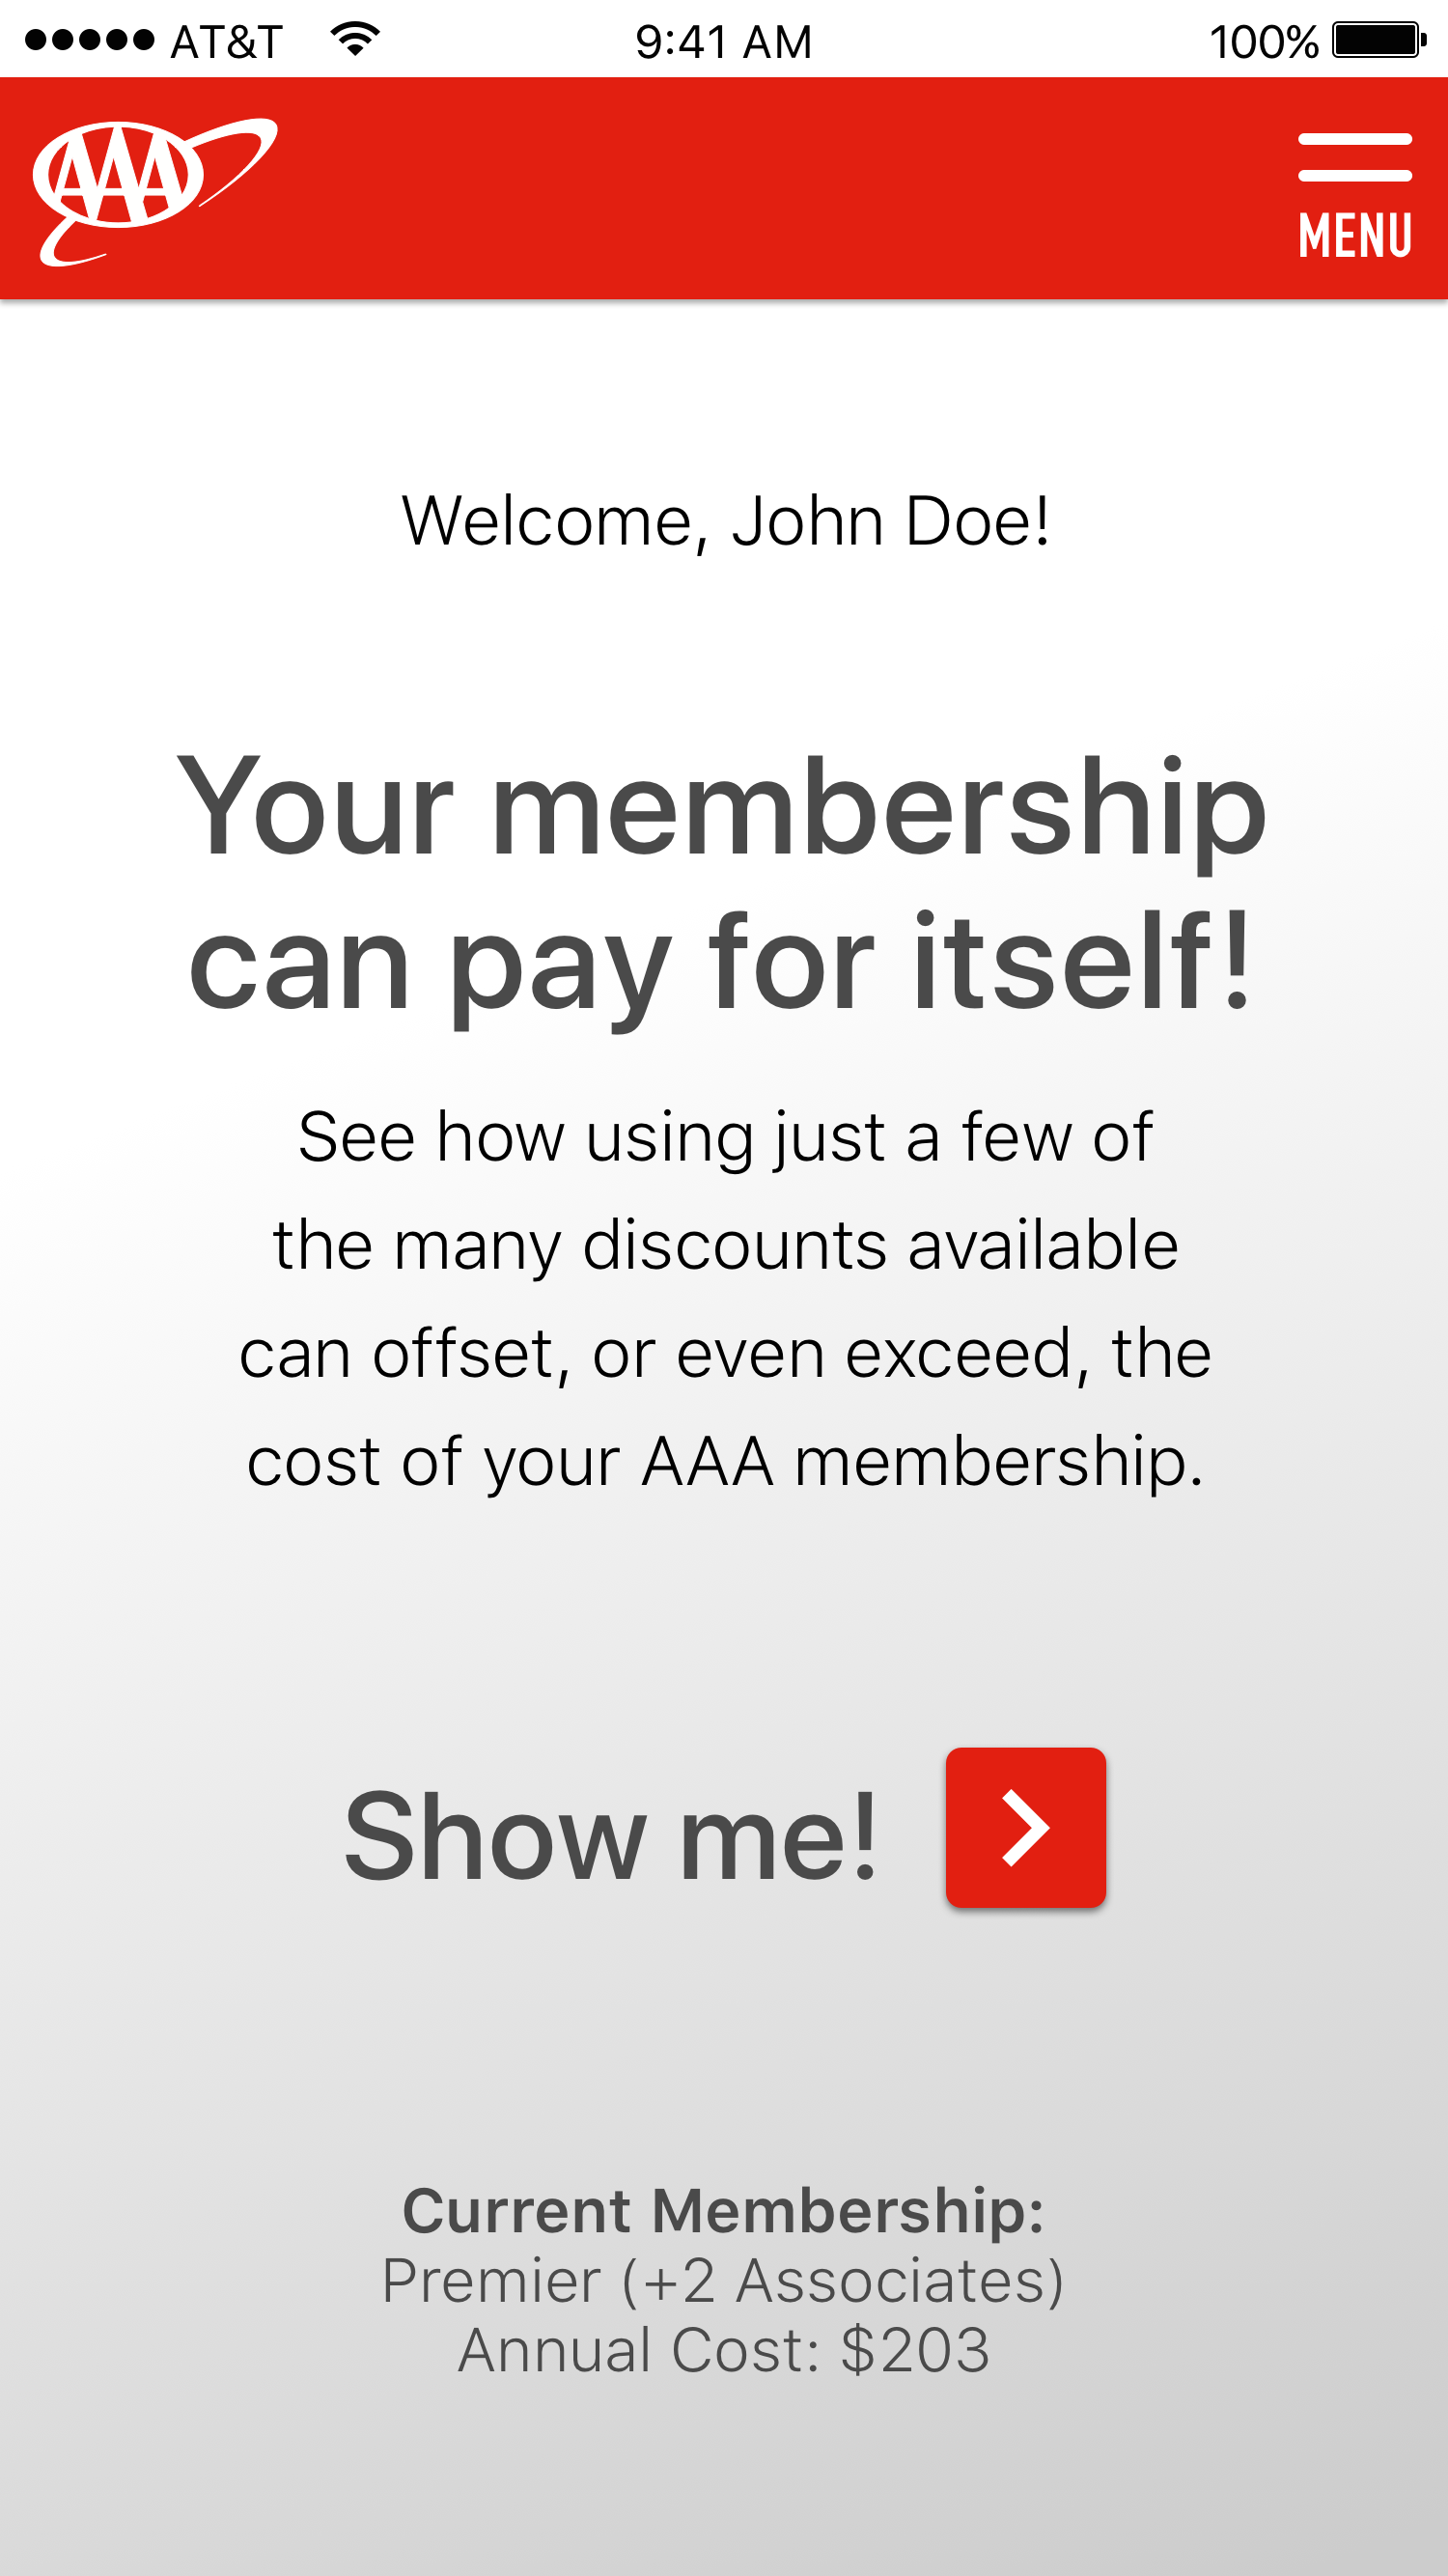 AT&T 9:41 AM 100%
AAA
MENU
Welcome, John Doe!
Your membership
can pay for itself!
See how using just a few of
the many discounts available
can offset, or even exceed, the
cost of your AAA membership.
Show me!
Current Membership:
Premier (+2 Associates)
Annual Cost: $203